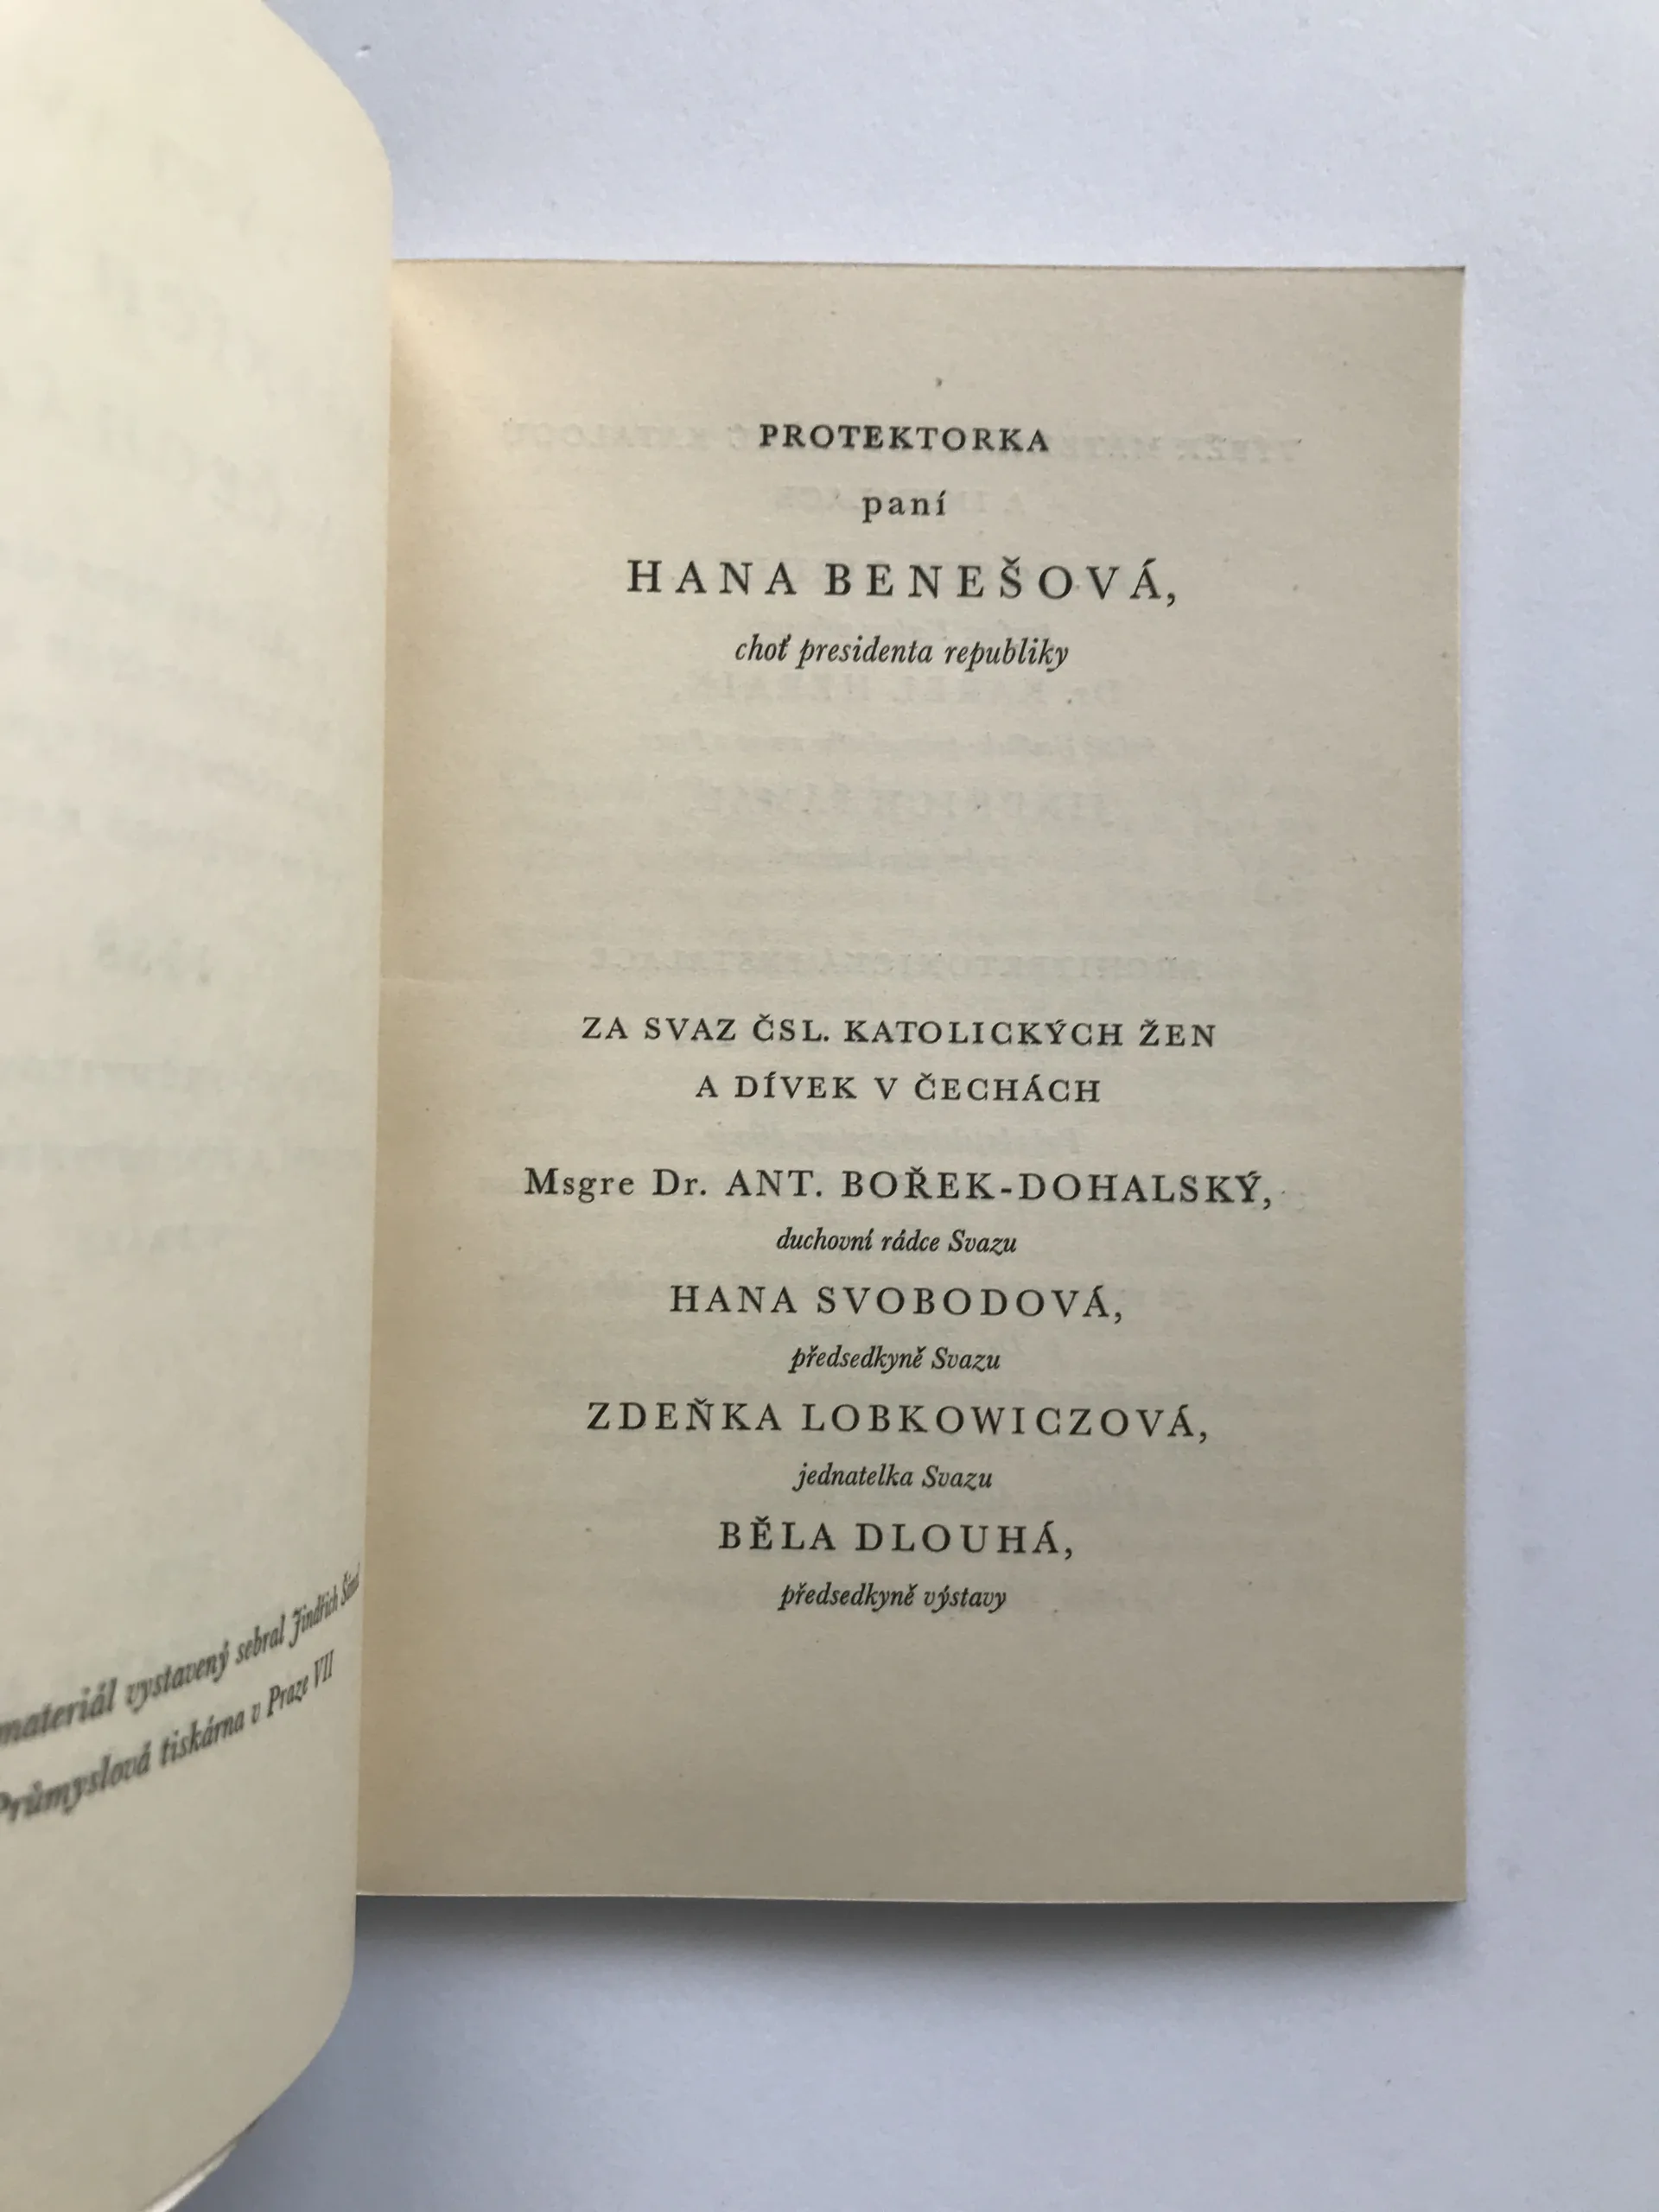 materiál vystavený sebral Jindřich
Průmyslová tiskárna v Praze VII
PROTEKTORKA
paní
HANA BENEŠOVÁ,
choť presidenta republiky
ZA SVAZ ČSL. KATOLICKÝCH ŽEN
A DÍVEK V ČECHÁCH
Msgre Dr. ANT. BOŘEK-DOHALSKÝ,
duchovní rádce Svazu
HANA SVOBODOVÁ,
předsedkyně Svazu
ZDEŇKA LOBKOWICZOVÁ,
jednatelka Svazu
BĚLA DLOUHÁ,
předsedkyně výstavy